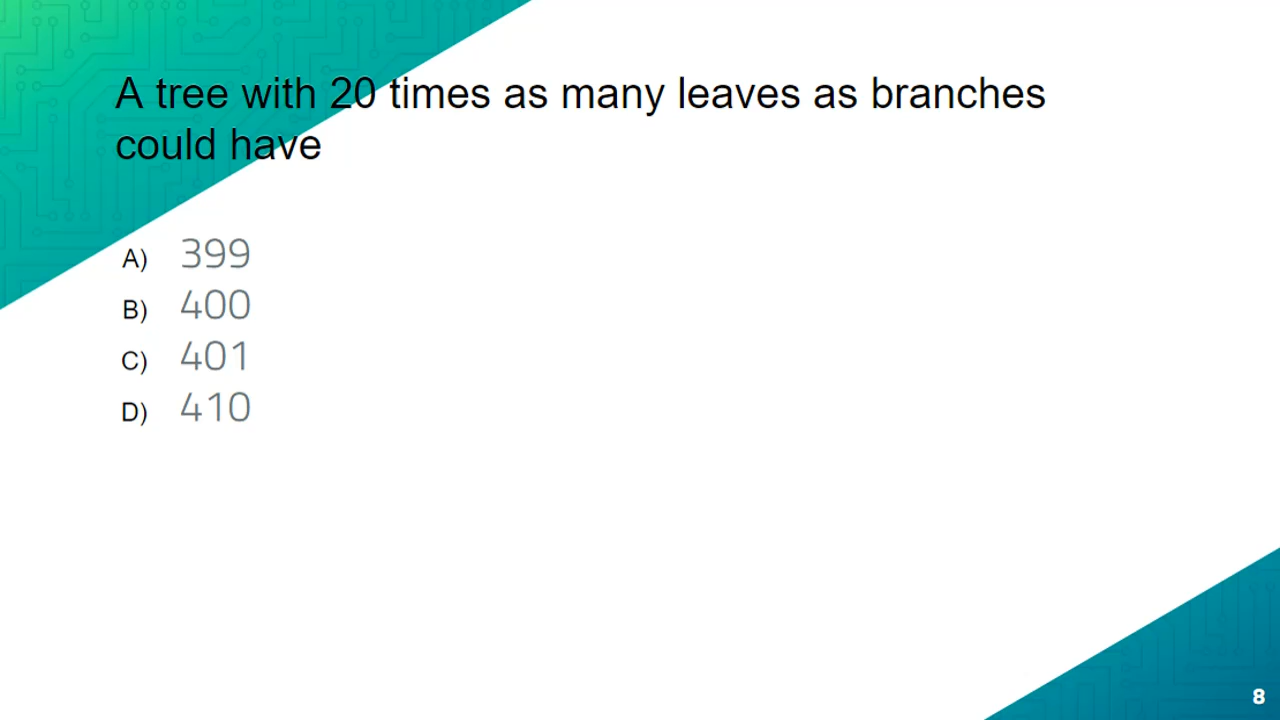 A tree with 20 times as many leaves as branches
could have
A) 399
B) 400
C) 401
D) 410
8